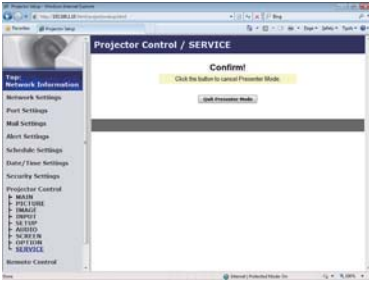 Projector Control / SERVICE
Confirm!
Click the button to cancel Presenter Mode.
Quit Presenter Mode
Top:
Network Information
Network Settings
Port Settings
Mail Settings
Alert Settings
Schedule Settings
Date/Time Settings
Security Settings
Projector Control
MAIN
PICTURE
IMAGE
INPUT
SETUP
AUDIO
SCREEN
OPTION
SERVICE
Remote Control